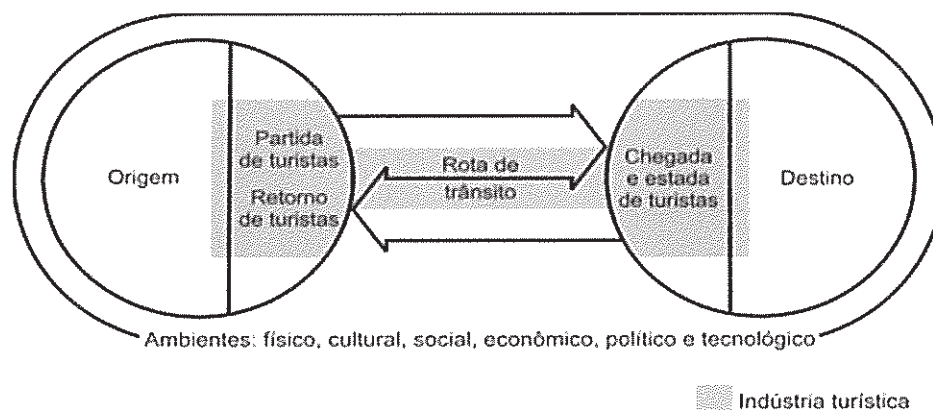 Origem
Partida
de turistas
Retorno
de turistas
Rota de
trânsito
Chegada
e estada
de turistas
Destino
Ambientes: físico, cultural, social, econômico, político e tecnológico
Indústria turística